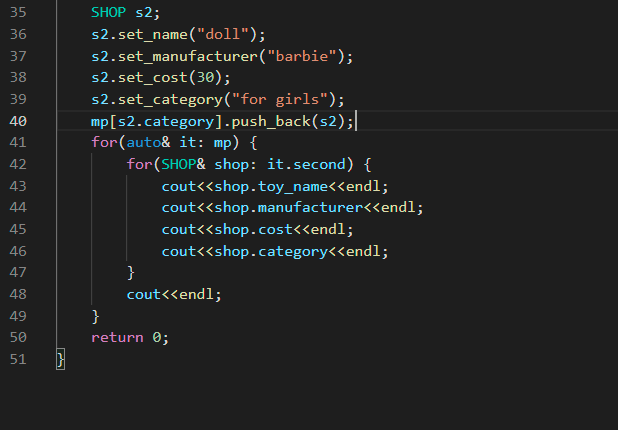 35 SHOP s2;
36 s2.set_name("doll");
37 s2.set_manufacturer("barbie");
38 s2.set_cost(30);
39 s2.set_category("for girls");
40 mp[s2.category].push_back(s2);
41 for(auto& it: mp) {
42 for(SHOP& shop: it.second) {
43 cout<<shop.toy_name<<endl;
44 cout<<shop.manufacturer<<endl;
45 cout<<shop.cost<<endl;
46 cout<<shop.category<<endl;
47 }
48 cout<<endl;
49 }
50 return 0;
51 }